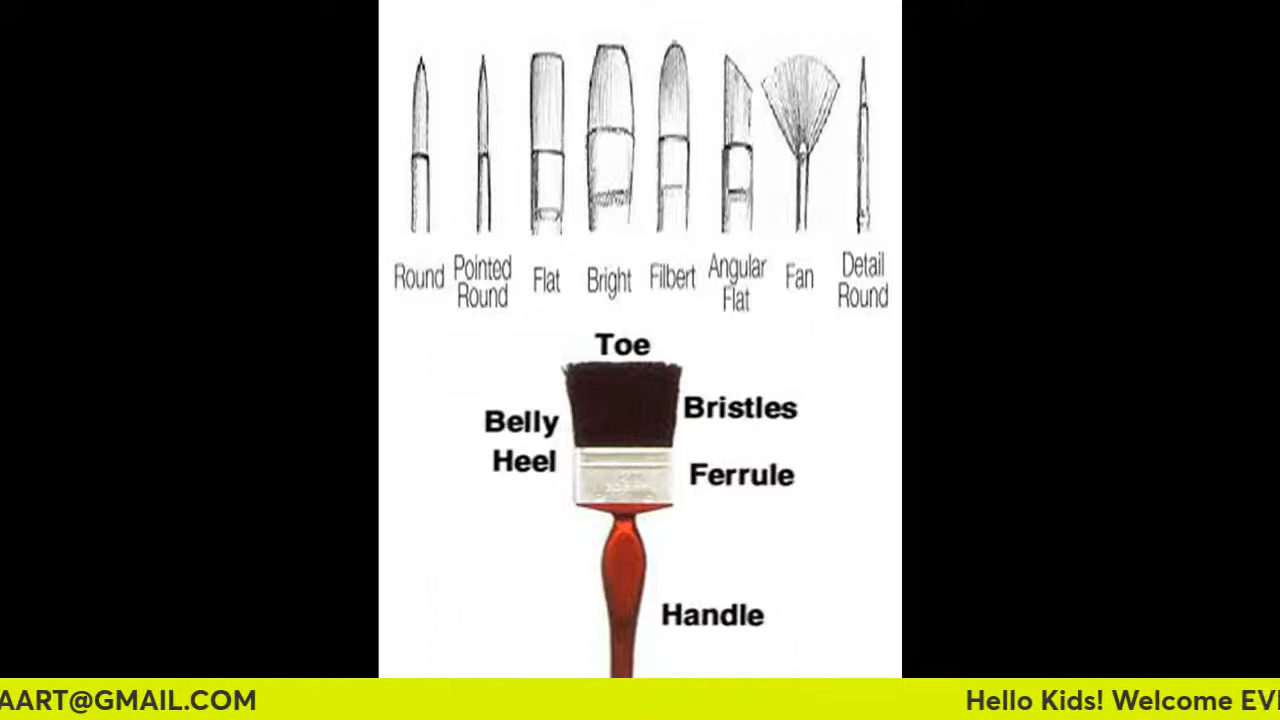 Round Pointed Round Flat Bright Filbert Angular Flat Fan Detail Round
Toe
Belly Bristles
Heel Ferrule
Handle
AART@GMAIL.COM Hello Kids! Welcome EV